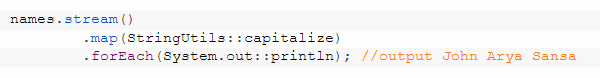 names.stream()
        .map(StringUtils::capitalize)
        .forEach(System.out::println); //output John Arya Sansa